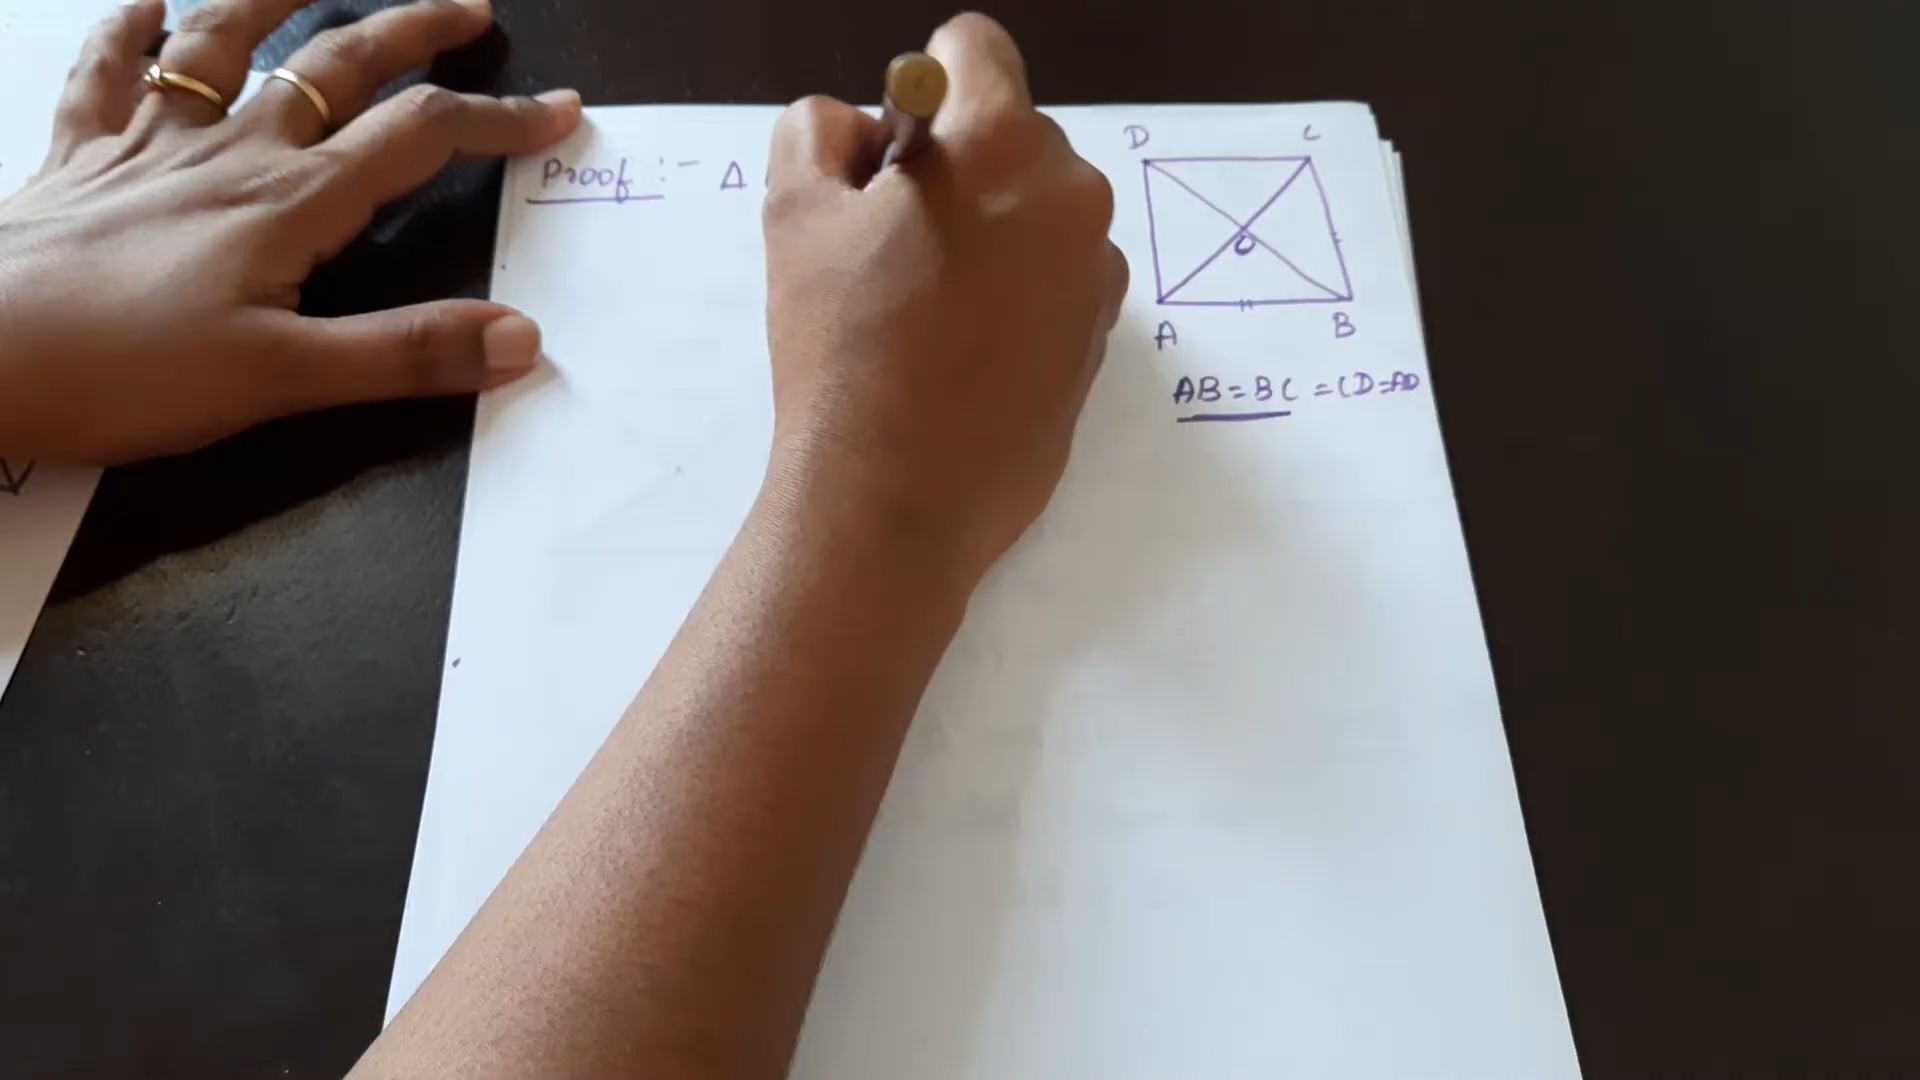 Proof :- Δ
D C
O
A B
AB = BC = CD = AD